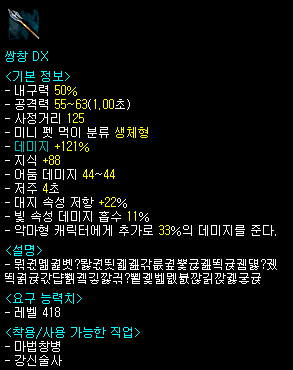 쌍창 DX
<기본 정보>
- 내구력 50%
- 공격력 55~63(1,00초)
- 사정거리 125
- 미니 펫 먹이 분류 생체형
- 데미지 +121%
- 지식 +88
- 어둠 데미지 44~44
- 저주 4초
- 대지 속성 저항 +22%
- 빛 속성 데미지 흡수 11%
- 악마형 캐릭터에게 추가로 33%의 데미지를 준다.
<설명>
<요구 능력치>
- 레벨 418
<착용/사용 가능한 직업>
- 마법창병
- 강신술사